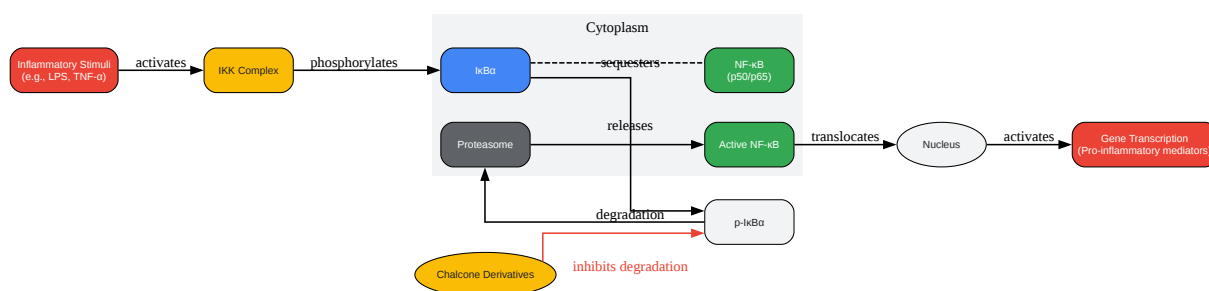 Cytoplasm
Inflammatory Stimuli
(e.g., LPS, TNF-α)
activates
IKK Complex
phosphorylates
IκBα
sequesters
NF-κB
(p50/p65)
Proteasome
releases
Active NF-κB
translocates
Nucleus
activates
Gene Transcription
(Pro-inflammatory mediators)
degradation
p-IκBα
Chalcone Derivatives
inhibits degradation